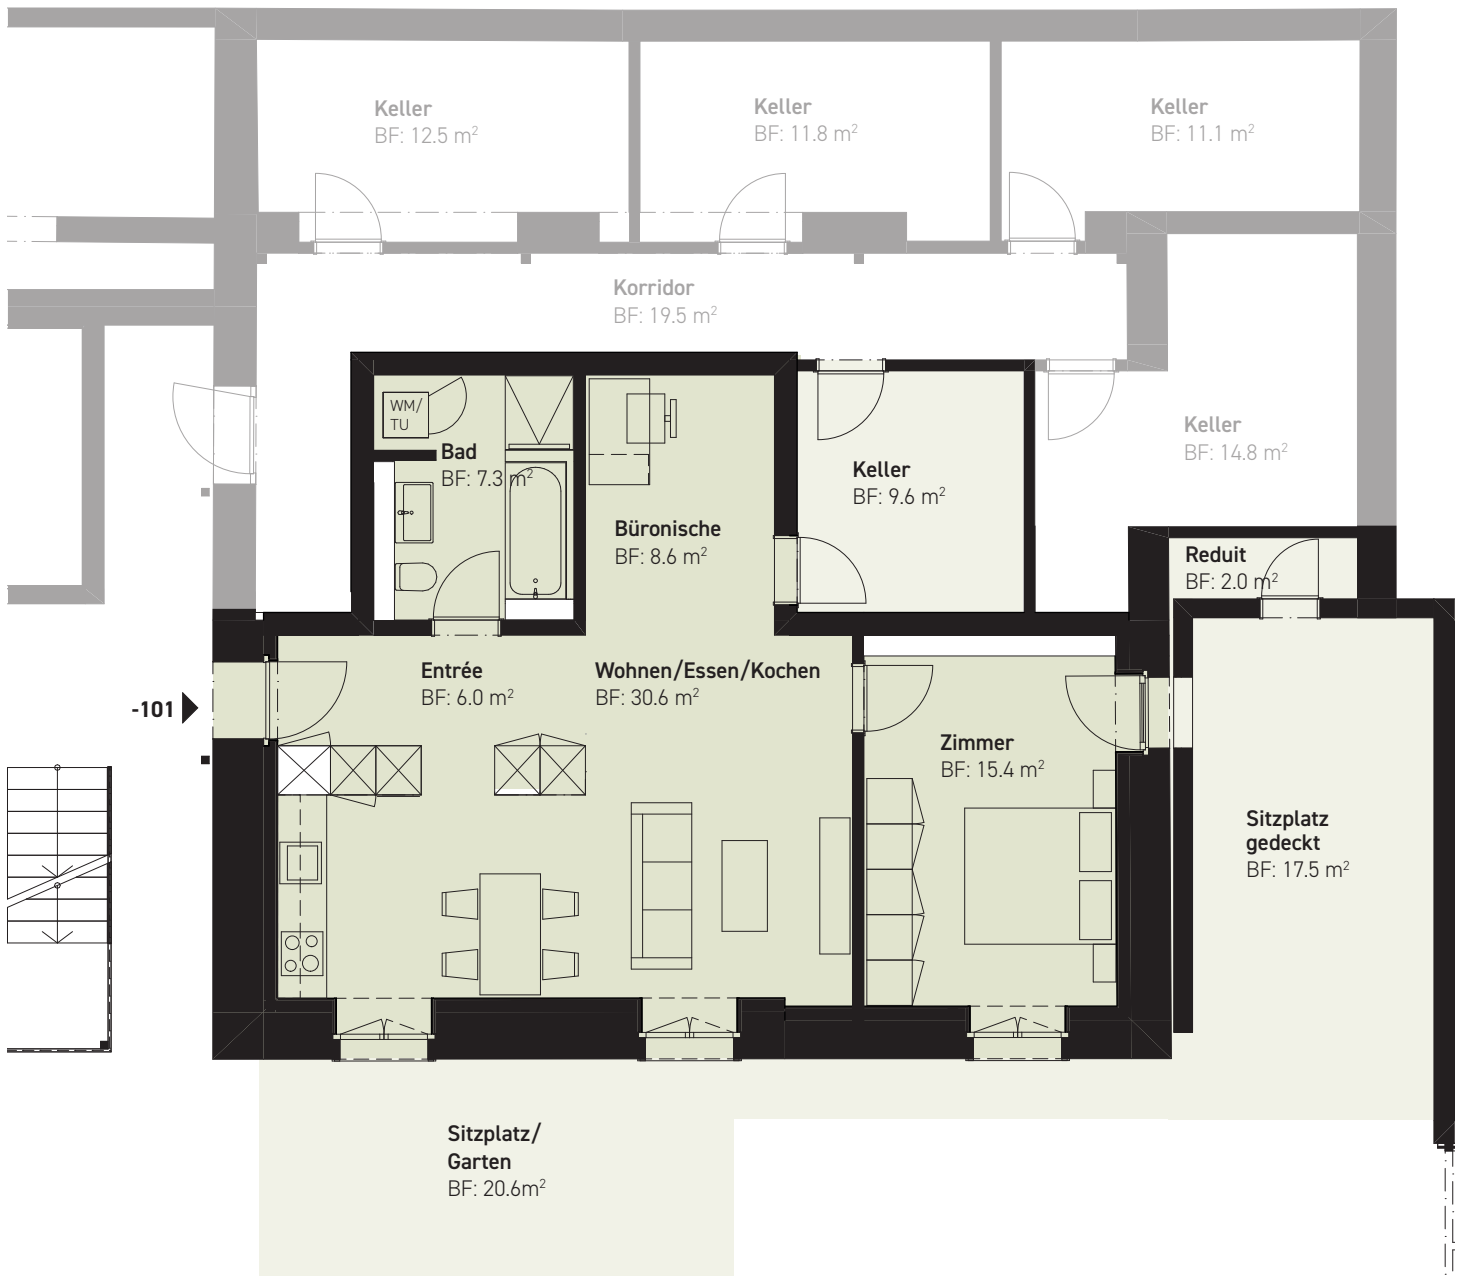 Keller
BF: 12.5 m²
Keller
BF: 11.8 m²
Keller
BF: 11.1 m²
Korridor
BF: 19.5 m²
WM/
TU
Bad
BF: 7.3 m²
Büronische
BF: 8.6 m²
Keller
BF: 9.6 m²
Keller
BF: 14.8 m²
Reduit
BF: 2.0 m²
-101
Entrée
BF: 6.0 m²
Wohnen/Essen/Kochen
BF: 30.6 m²
Zimmer
BF: 15.4 m²
Sitzplatz
gedeckt
BF: 17.5 m²
Sitzplatz/
Garten
BF: 20.6m²